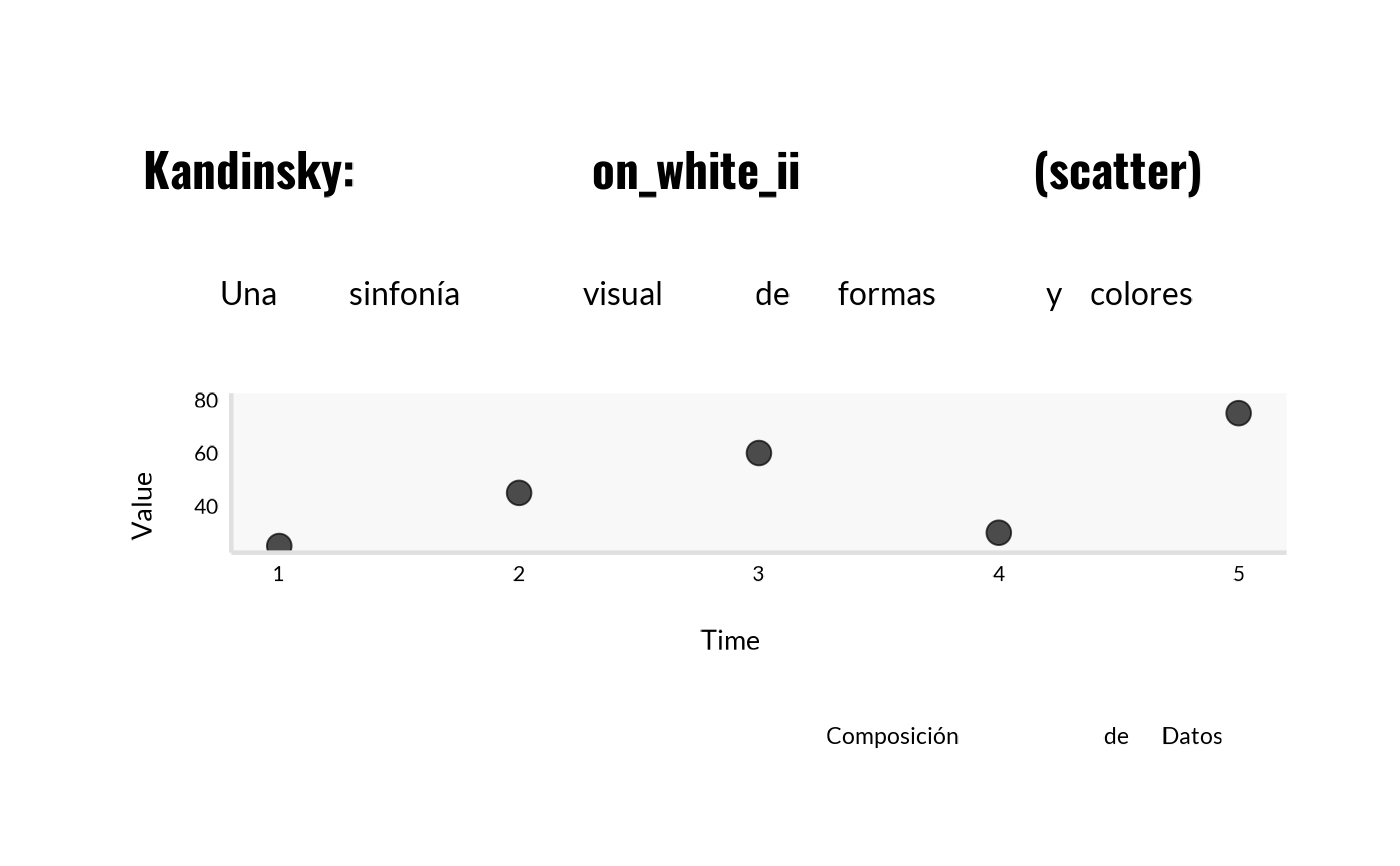 Kandinsky: on_white_ii (scatter)
Una sinfonía visual de formas y colores
80
60
40
Value
1 2 3 4 5
Time
Composición de Datos